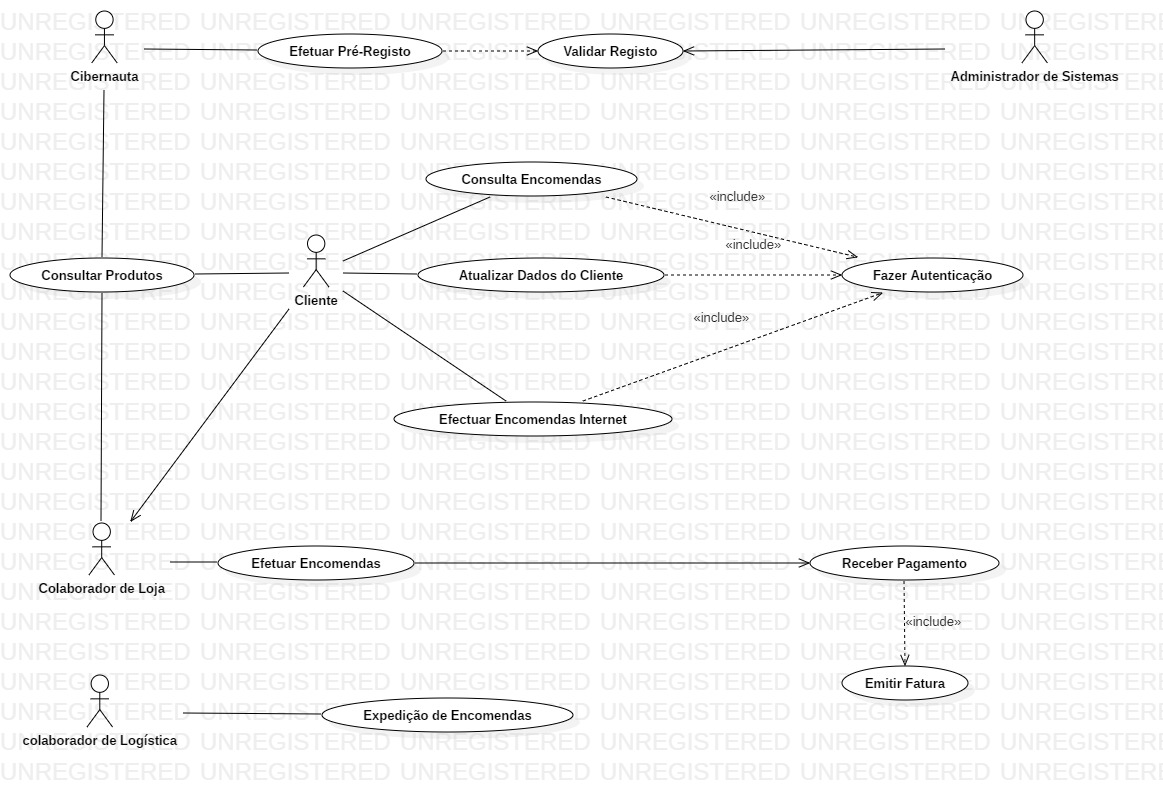 Efetuar Pré-Registo
Validar Registo
Cibernauta
Administrador de Sistemas
Consulta Encomendas
«include»
«include»
Consultar Produtos
Atualizar Dados do Cliente
Fazer Autenticação
Cliente
«include»
Efectuar Encomendas Internet
Efetuar Encomendas
Receber Pagamento
Colaborador de Loja
«include»
Emitir Fatura
Expedição de Encomendas
colaborador de Logística
UNREGISTERED